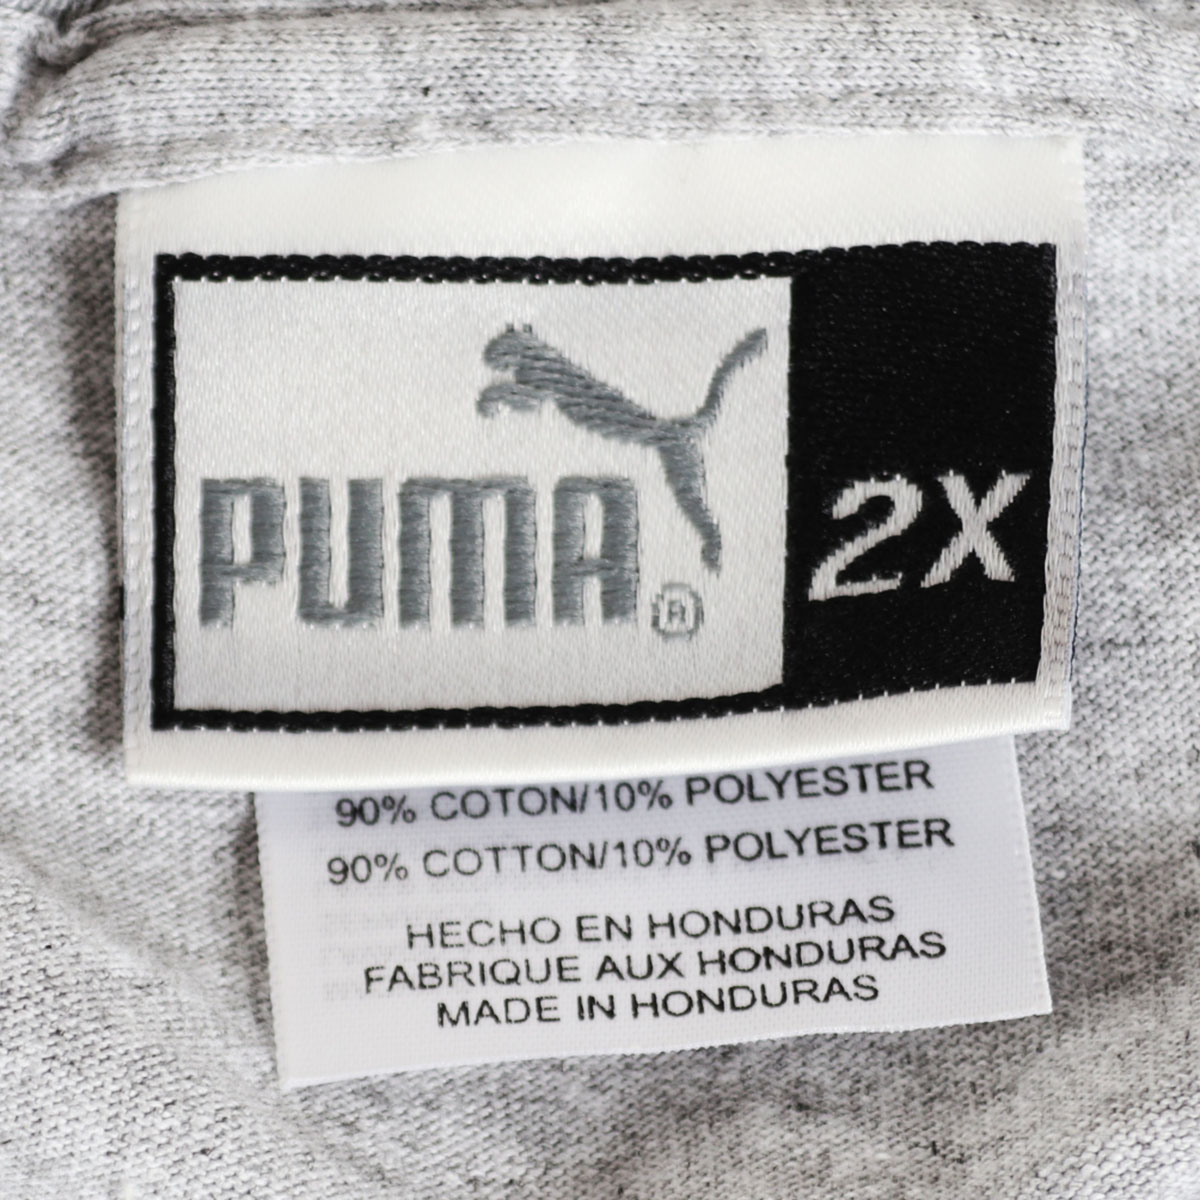 PUMA® 2X
90% COTON/10% POLYESTER
90% COTTON/10% POLYESTER
HECHO EN HONDURAS
FABRIQUE AUX HONDURAS
MADE IN HONDURAS